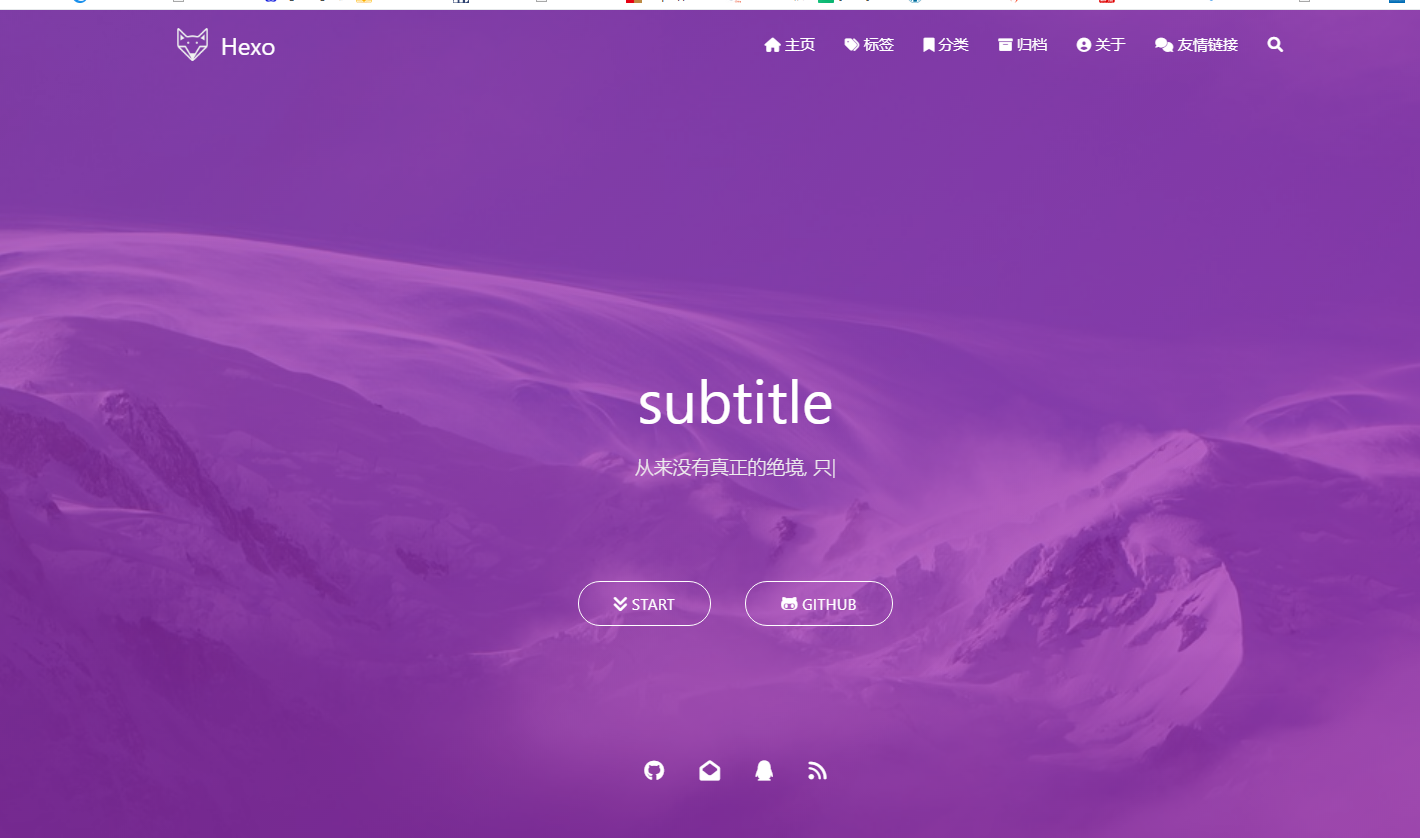 Hexo
主页 标签 分类 归档 关于 友情链接
subtitle
从来没有真正的绝境, 只|
START GITHUB